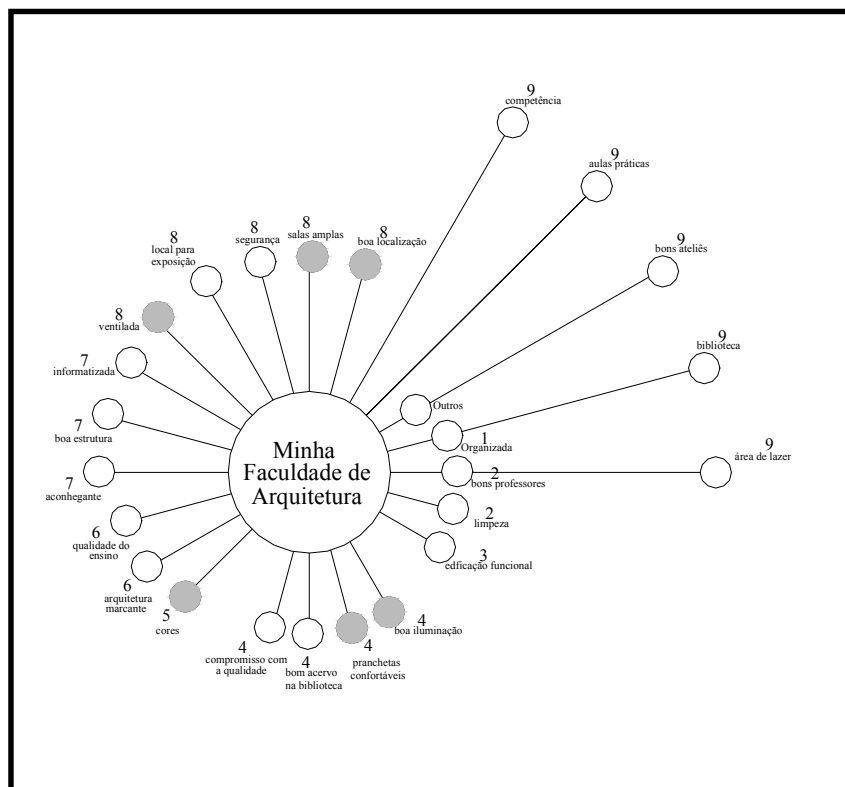 9
competência
9
aulas práticas
8
salas amplas
8
boa localização
8
segurança
8
local para
exposição
9
bons ateliês
8
ventilada
9
biblioteca
7
informatizada
Outros
7
boa estrutura
1
Organizada
Minha
Faculdade de
Arquitetura
9
área de lazer
2
bons professores
7
aconhegante
2
limpeza
6
qualidade do
ensino
3
edficação funcional
6
arquitetura
marcante
5
cores
4
boa iluminação
4
compromisso com
a qualidade
4
bom acervo
na biblioteca
4
pranchetas
confortáveis